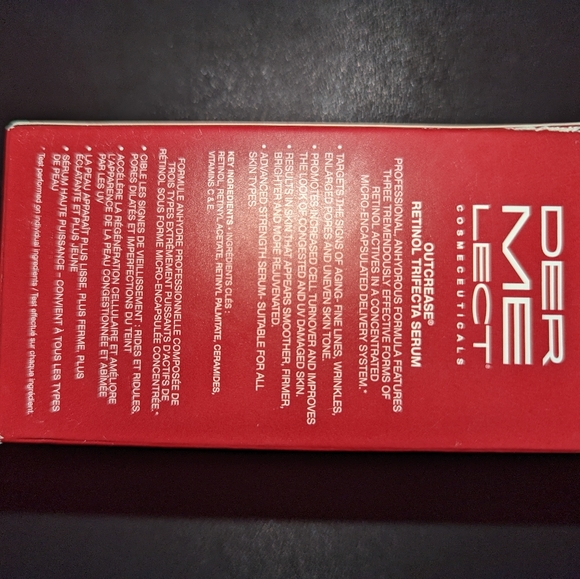 DER
ME
LECT®
COSMECEUTICALS
OUTCREASE®
RETINOL TRIFECTA SERUM
PROFESSIONAL, ANHYDROUS FORMULA FEATURES
THREE TREMENDOUSLY EFFECTIVE FORMS OF
RETINOL ACTIVES IN A CONCENTRATED
MICRO-ENCAPSULATED DELIVERY SYSTEM.*
• TARGETS THE SIGNS OF AGING- FINE LINES, WRINKLES,
ENLARGED PORES AND UNEVEN SKIN TONE.
• PROMOTES INCREASED CELL TURNOVER AND IMPROVES
THE LOOK OF CONGESTED AND UV DAMAGED SKIN.
• RESULTS IN SKIN THAT APPEARS SMOOTHER, FIRMER,
BRIGHTER AND MORE REJUVENATED.
• ADVANCED STRENGTH SERUM- SUITABLE FOR ALL
SKIN TYPES.
KEY INGREDIENTS • INGRÉDIENTS CLÉS :
RETINOL, RETINYL ACETATE, RETINYL PALMITATE, CERAMIDES,
VITAMINS C & E.
FORMULE ANHYDRE PROFESSIONNELLE COMPOSÉE DE
TROIS TYPES EXTRÊMEMENT PUISSANTS D'ACTIFS DE
RÉTINOL SOUS FORME MICRO-ENCAPSULÉE CONCENTRÉE.*
• CIBLE LES SIGNES DE VIEILLISSEMENT : RIDES ET RIDULES,
PORES DILATÉS ET IMPERFECTIONS DU TEINT
• ACCÉLÈRE LA RÉGÉNÉRATION CELLULAIRE ET AMÉLIORE
L'APPARENCE DE LA PEAU CONGESTIONNÉE ET ABÎMÉE
PAR LES UV
• LA PEAU APPARAÎT PLUS LISSE, PLUS FERME, PLUS
ÉCLATANTE ET PLUS JEUNE
• SÉRUM HAUTE PUISSANCE – CONVIENT À TOUS LES TYPES
DE PEAU
* Test performed on individual ingredients / Test effectué sur chaque ingrédient.